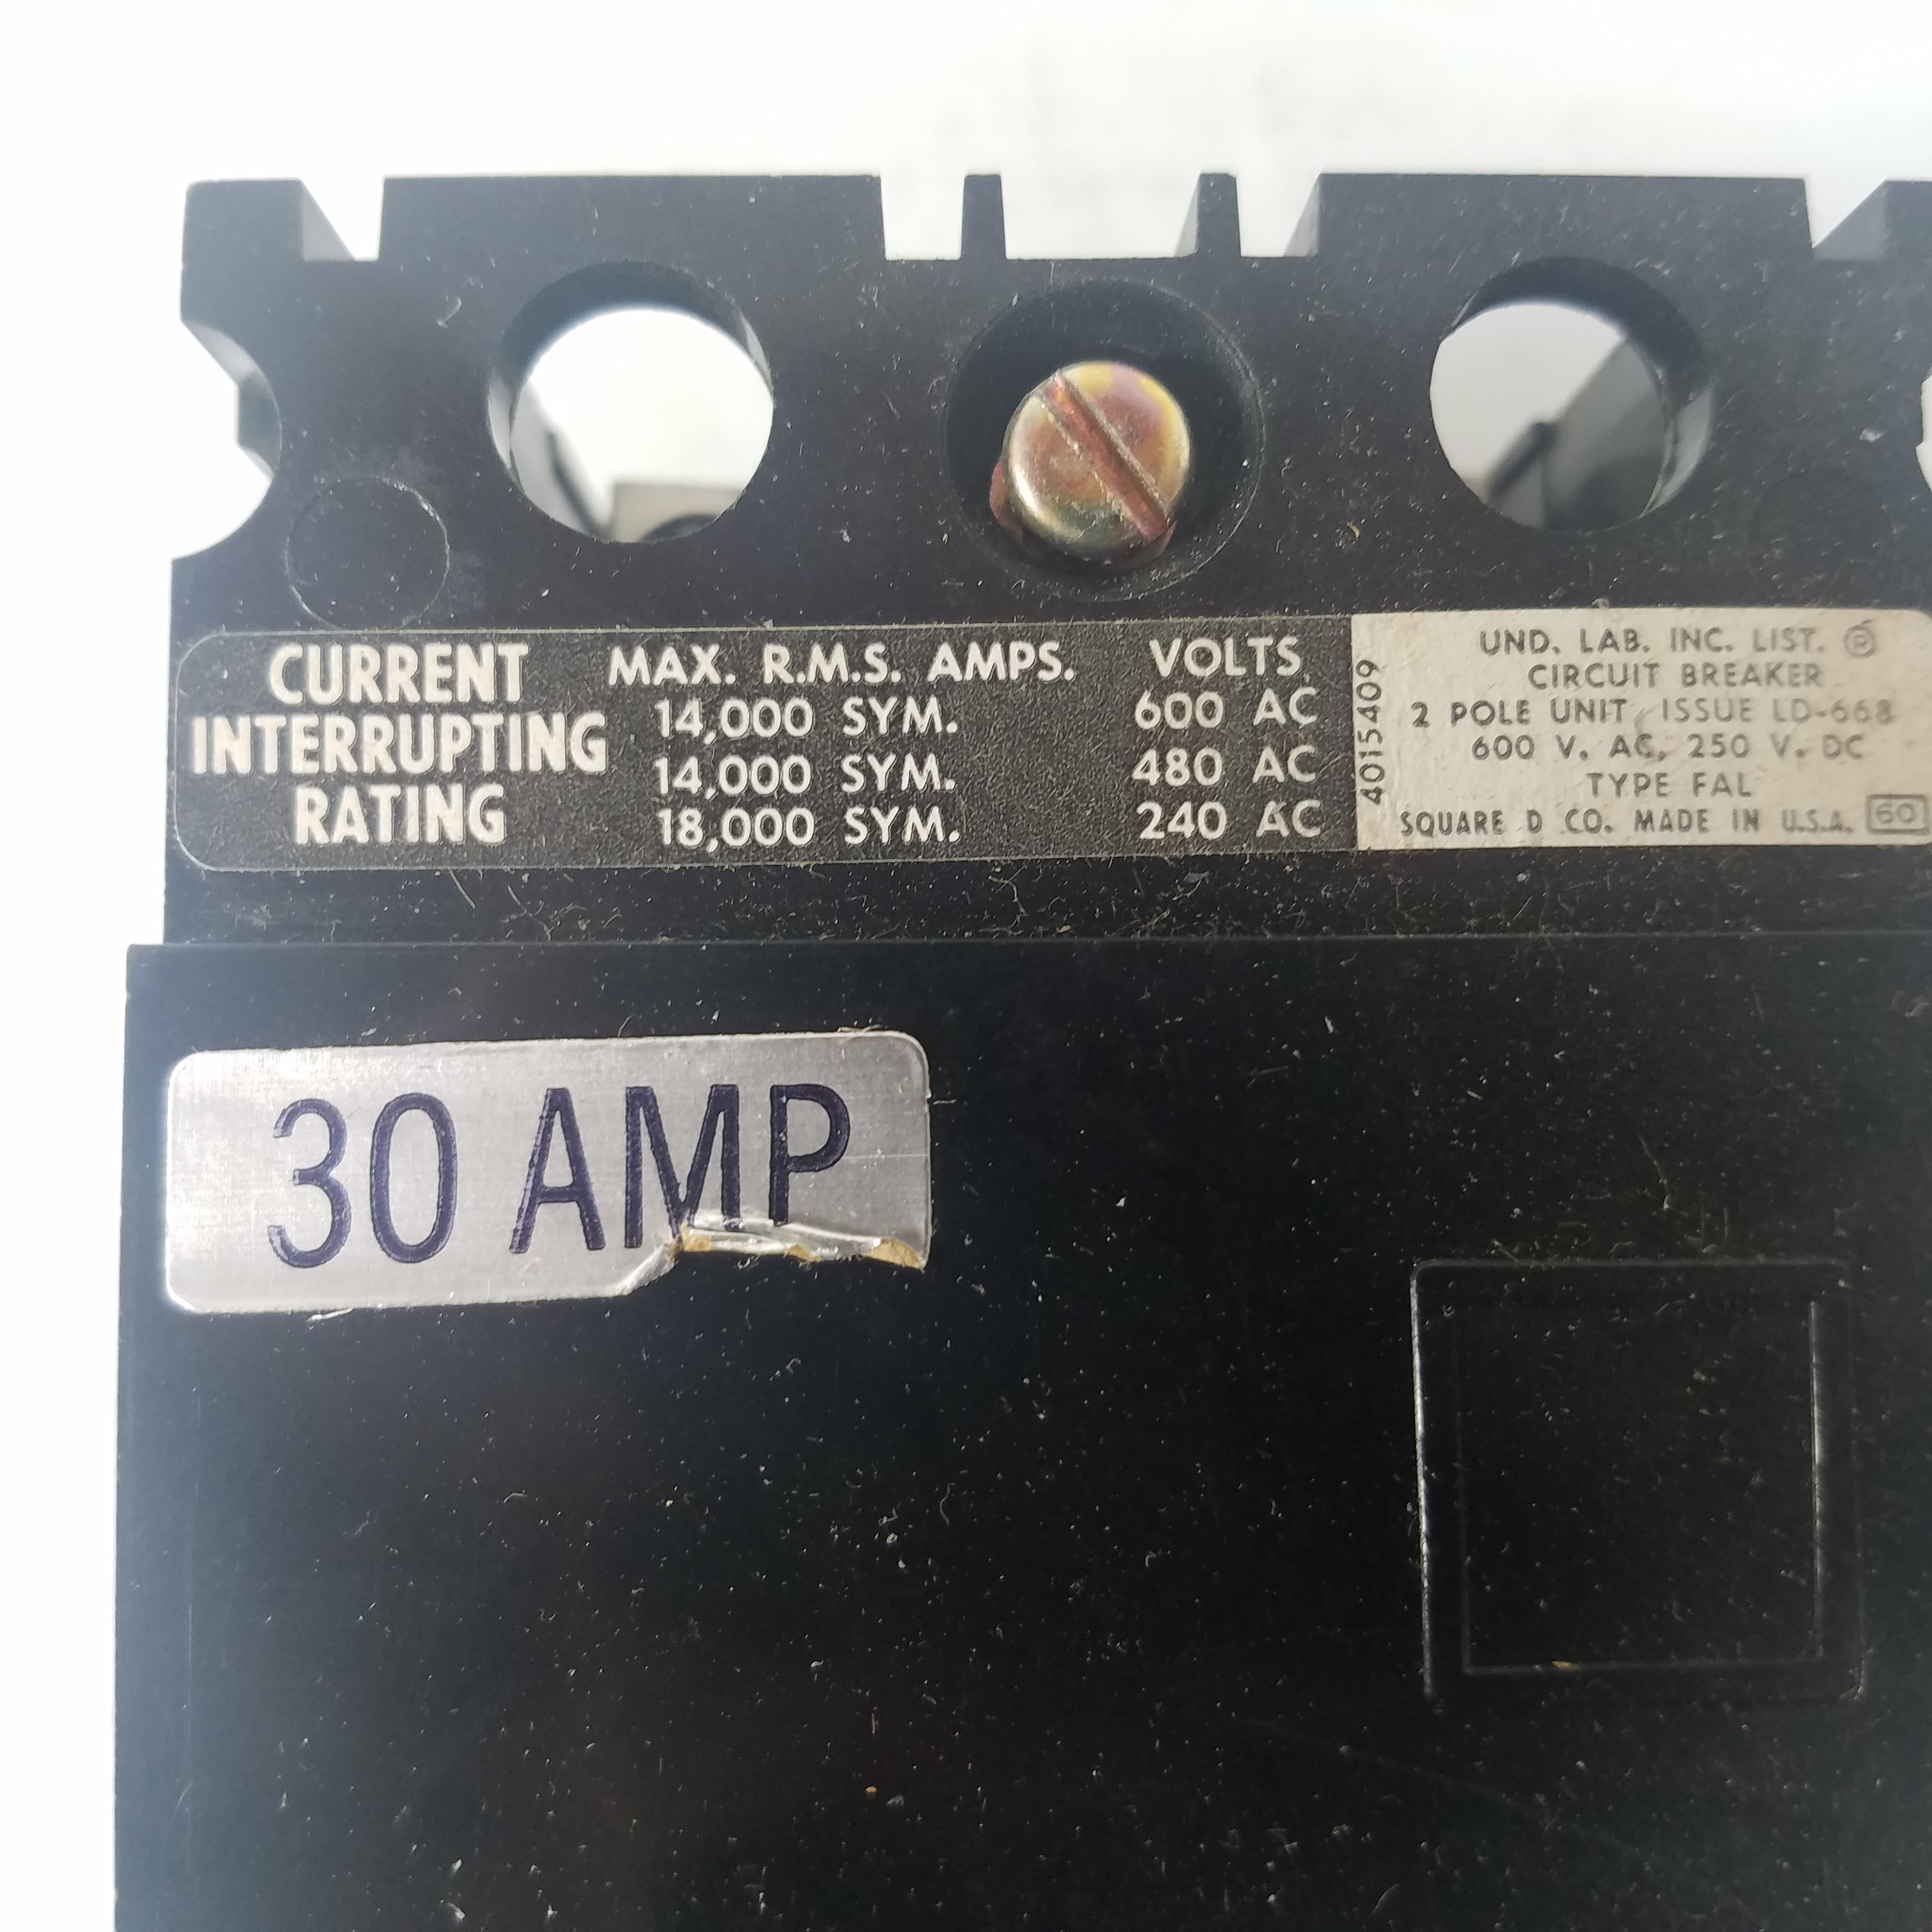 CURRENT INTERRUPTING RATING
MAX. R.M.S. AMPS. VOLTS
14,000 SYM. 600 AC
14,000 SYM. 480 AC
18,000 SYM. 240 AC
40154409
UND. LAB. INC. LIST. ®
CIRCUIT BREAKER
2 POLE UNIT, ISSUE LD-668
600 V. AC, 250 V. DC
TYPE FAL
SQUARE D CO. MADE IN U.S.A. 60
30 AMP